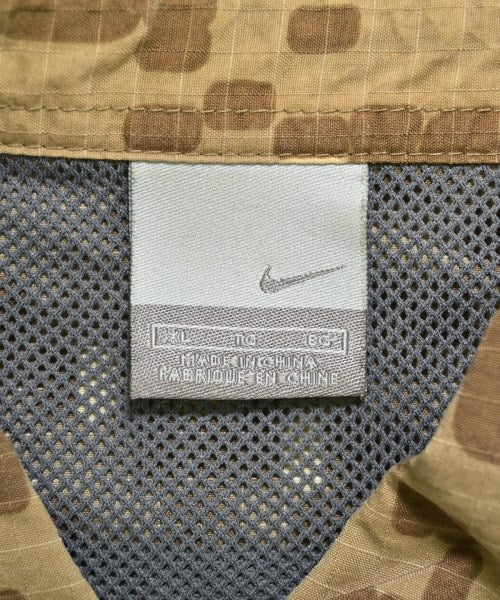 XL TG EG
MADE IN CHINA
FABRIQUE EN CHINE